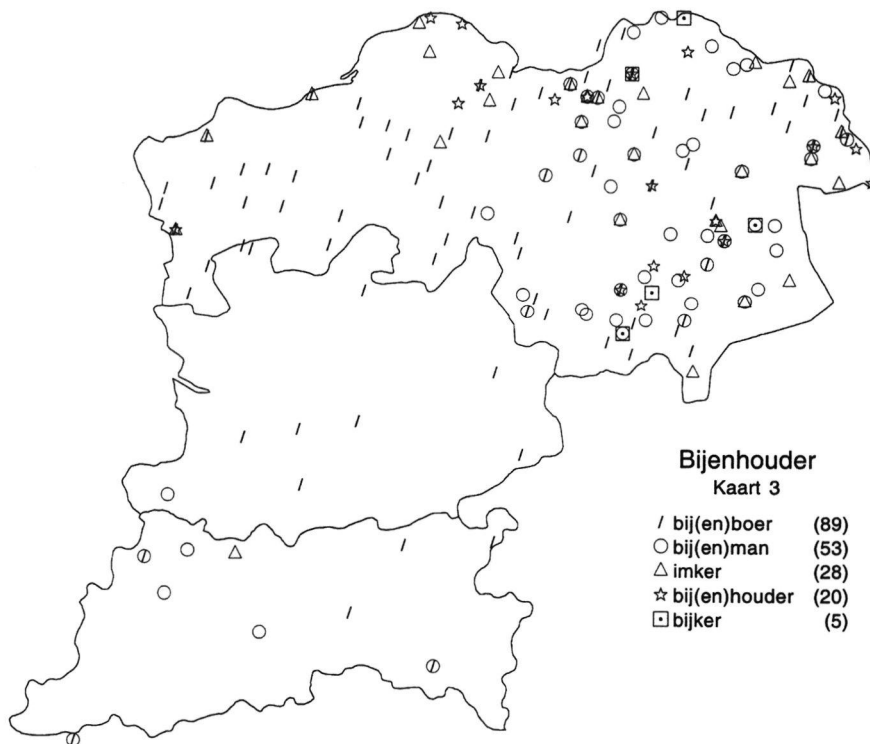 Bijenhouder
Kaart 3
bij(en)boer (89)
bij(en)man (53)
imker (28)
bij(en)houder (20)
bijker (5)